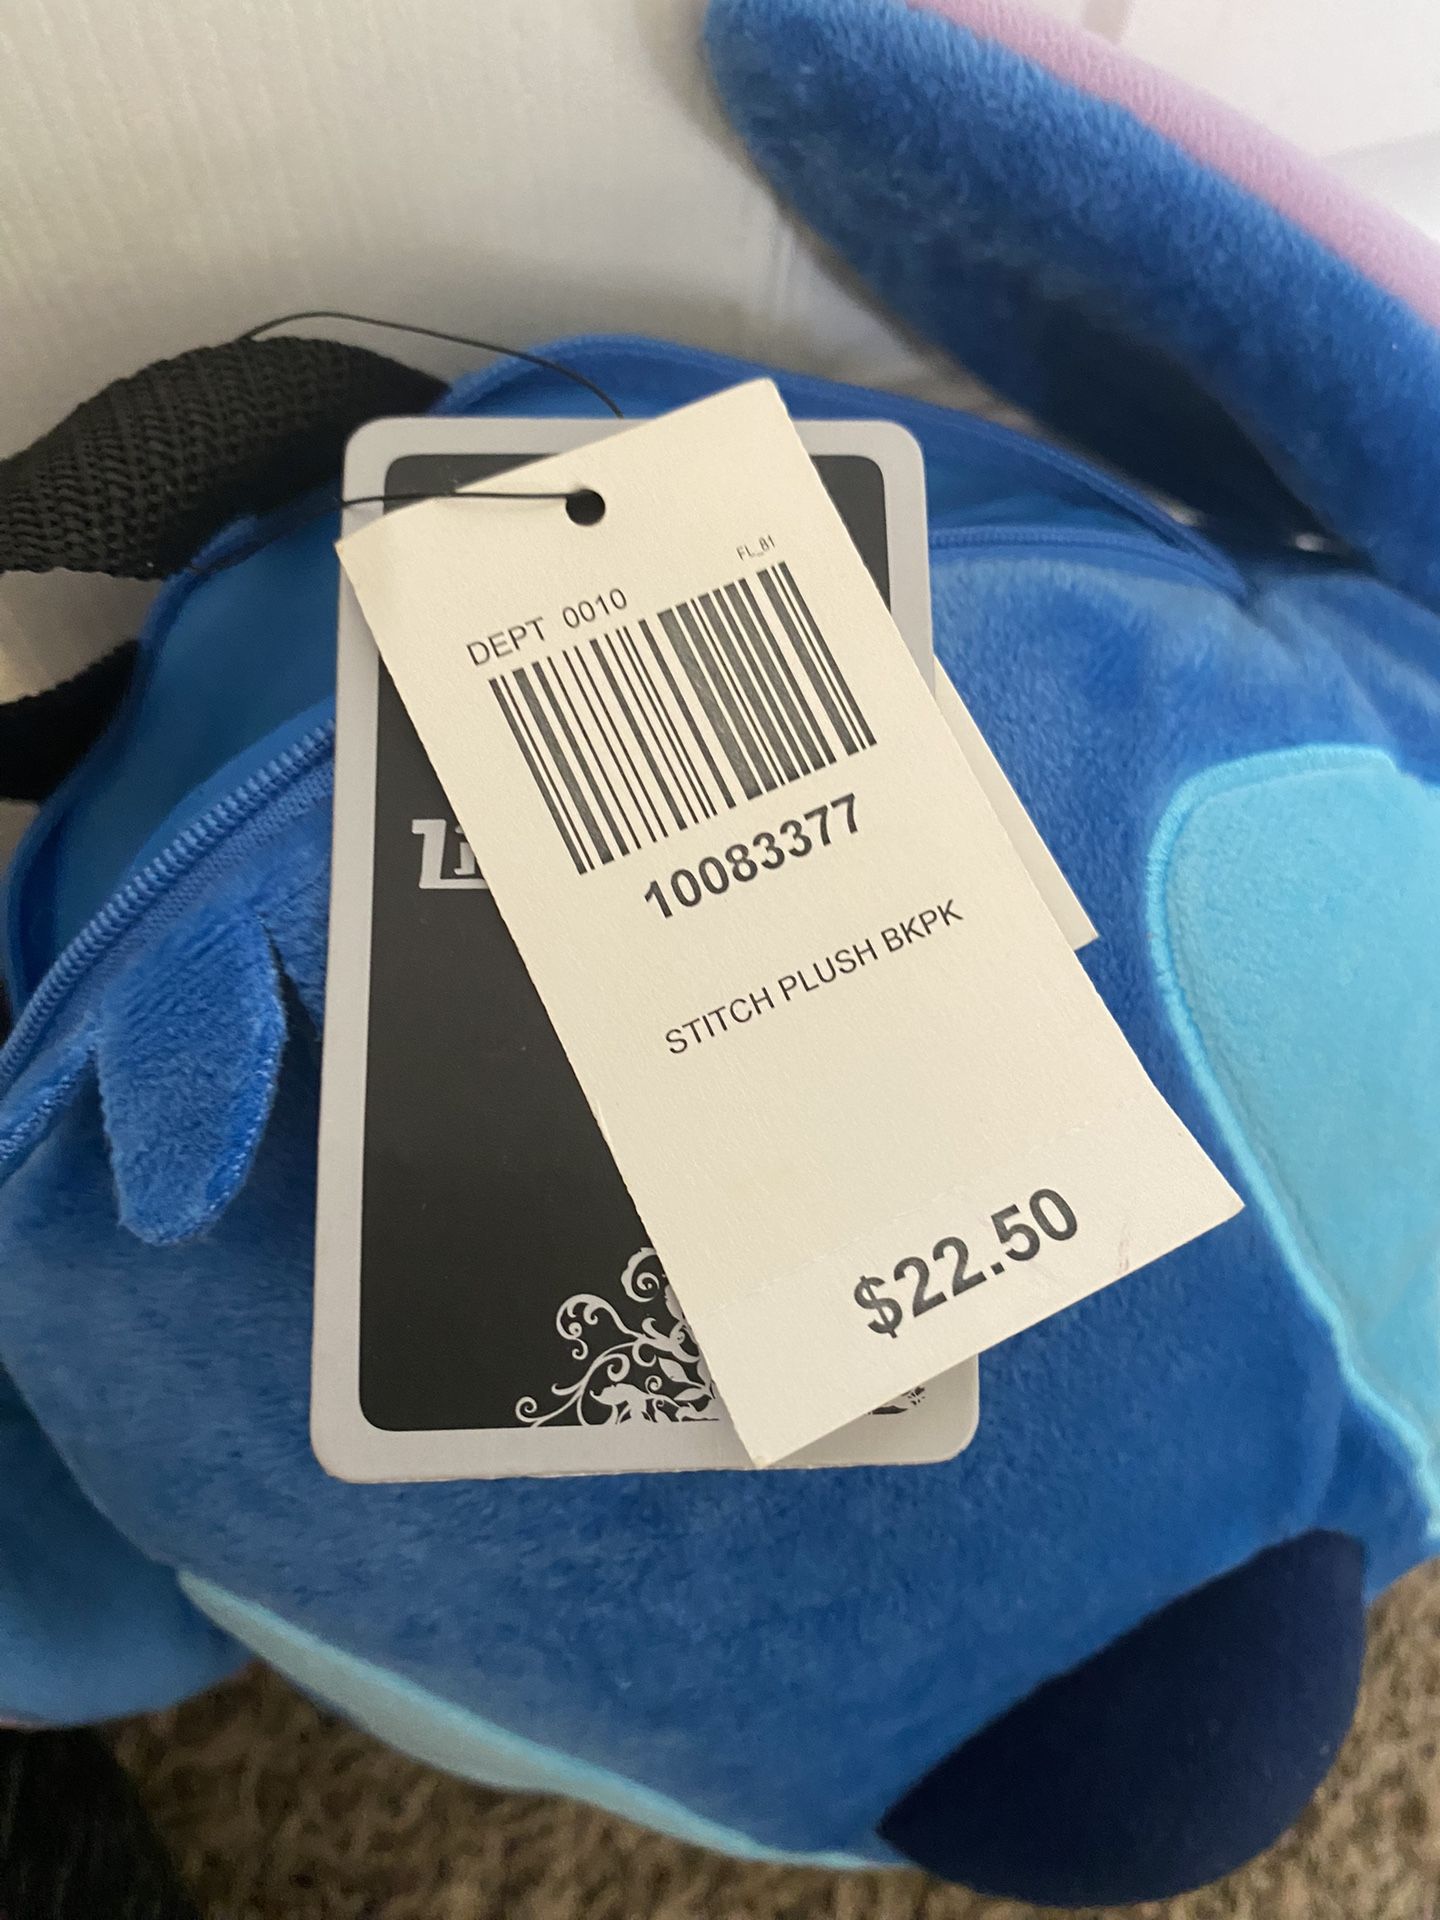 FL_81
DEPT 0010
10083377
STITCH PLUSH BKPK
$22.50